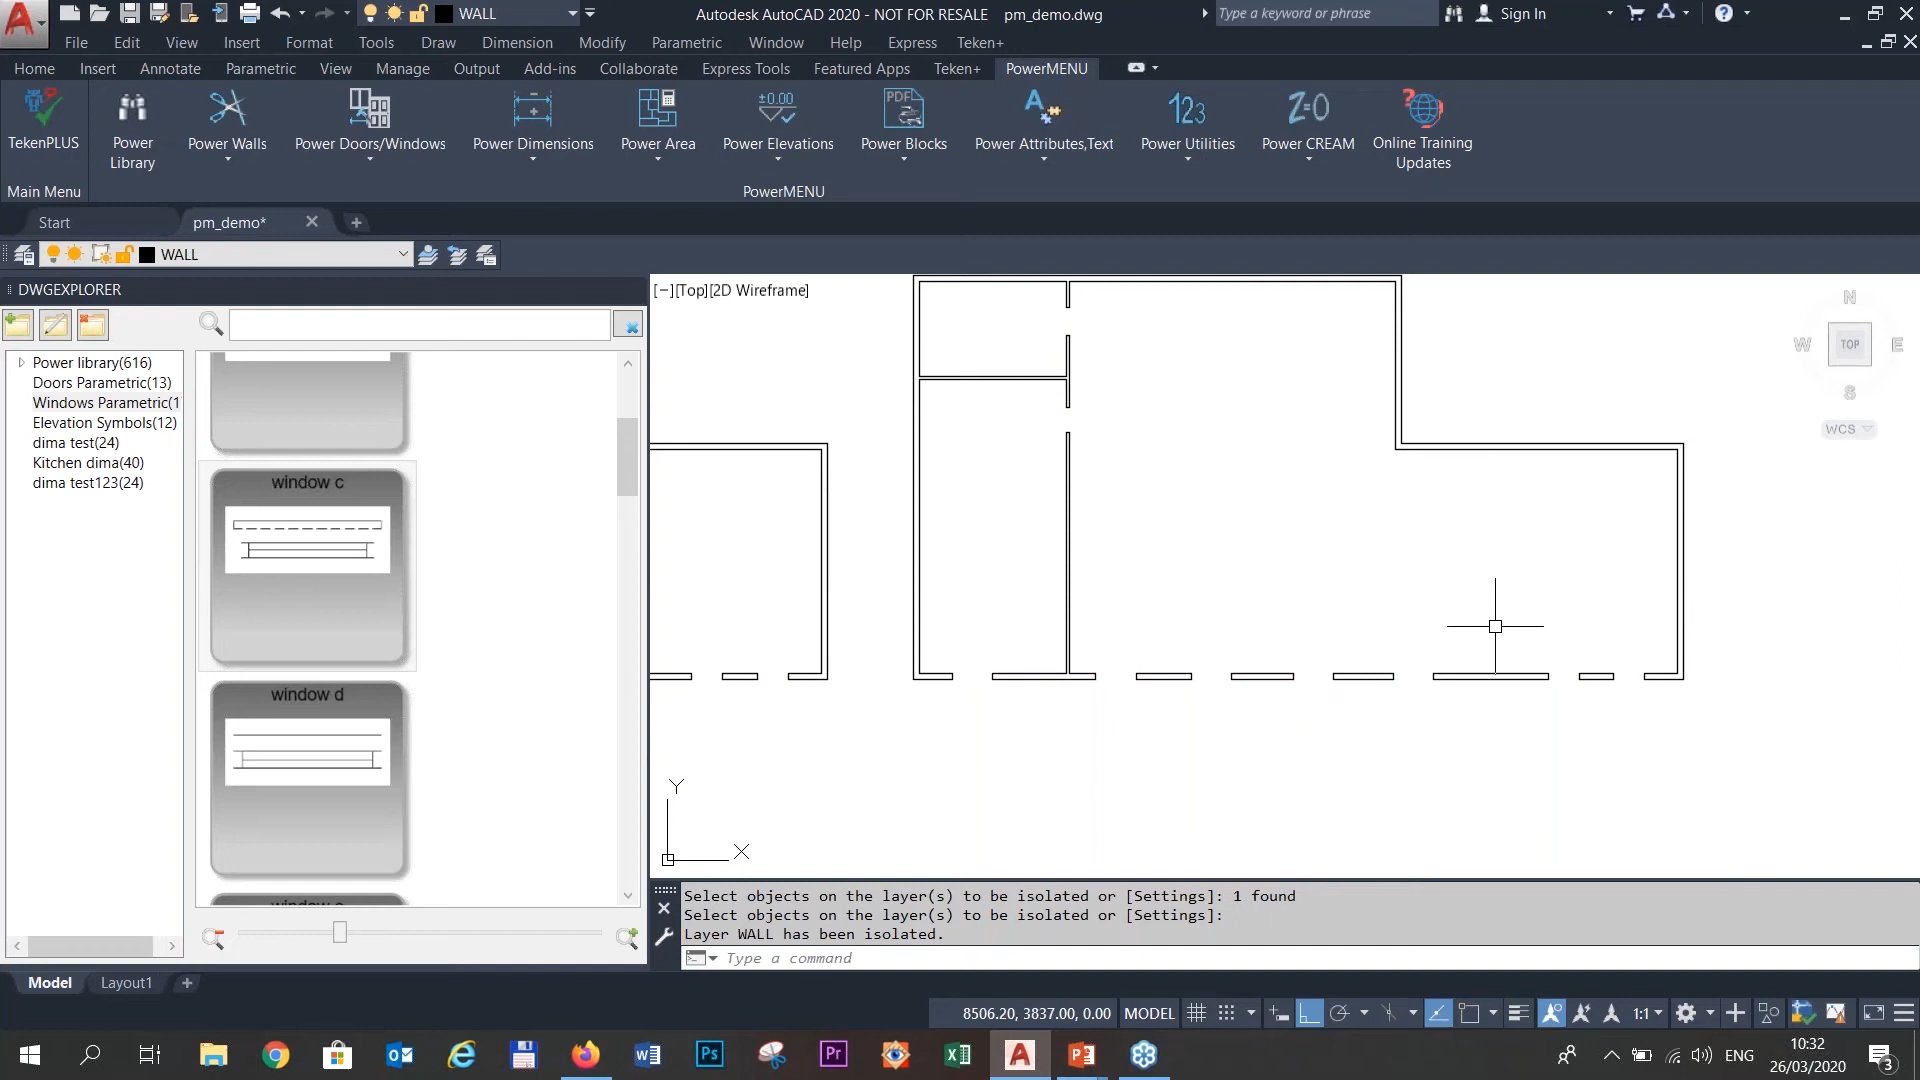 WALL
Autodesk AutoCAD 2020 - NOT FOR RESALE pm_demo.dwg
Type a keyword or phrase
Sign In
File Edit View Insert Format Tools Draw Dimension Modify Parametric Window Help Express Teken+
Home Insert Annotate Parametric View Manage Output Add-ins Collaborate Express Tools Featured Apps Teken+ PowerMENU
TekenPLUS
Power Library
Power Walls
Power Doors/Windows
Power Dimensions
Power Area
±0.00
Power Elevations
PDF
Power Blocks
A
Power Attributes,Text
123
Power Utilities
Z=0
Power CREAM
Online Training
Updates
Main Menu
PowerMENU
Start
pm_demo*
WALL
DWGEXPLORER
[−][Top][2D Wireframe]
Power library(616)
Doors Parametric(13)
Windows Parametric(1
Elevation Symbols(12)
dima test(24)
Kitchen dima(40)
dima test123(24)
window c
window d
N
W
TOP
E
S
WCS
Y
X
Select objects on the layer(s) to be isolated or [Settings]: 1 found
Select objects on the layer(s) to be isolated or [Settings]:
Layer WALL has been isolated.
Type a command
Model
Layout1
8506.20, 3837.00, 0.00
MODEL
1:1
Ps
Pr
ENG
10:32
26/03/2020
3